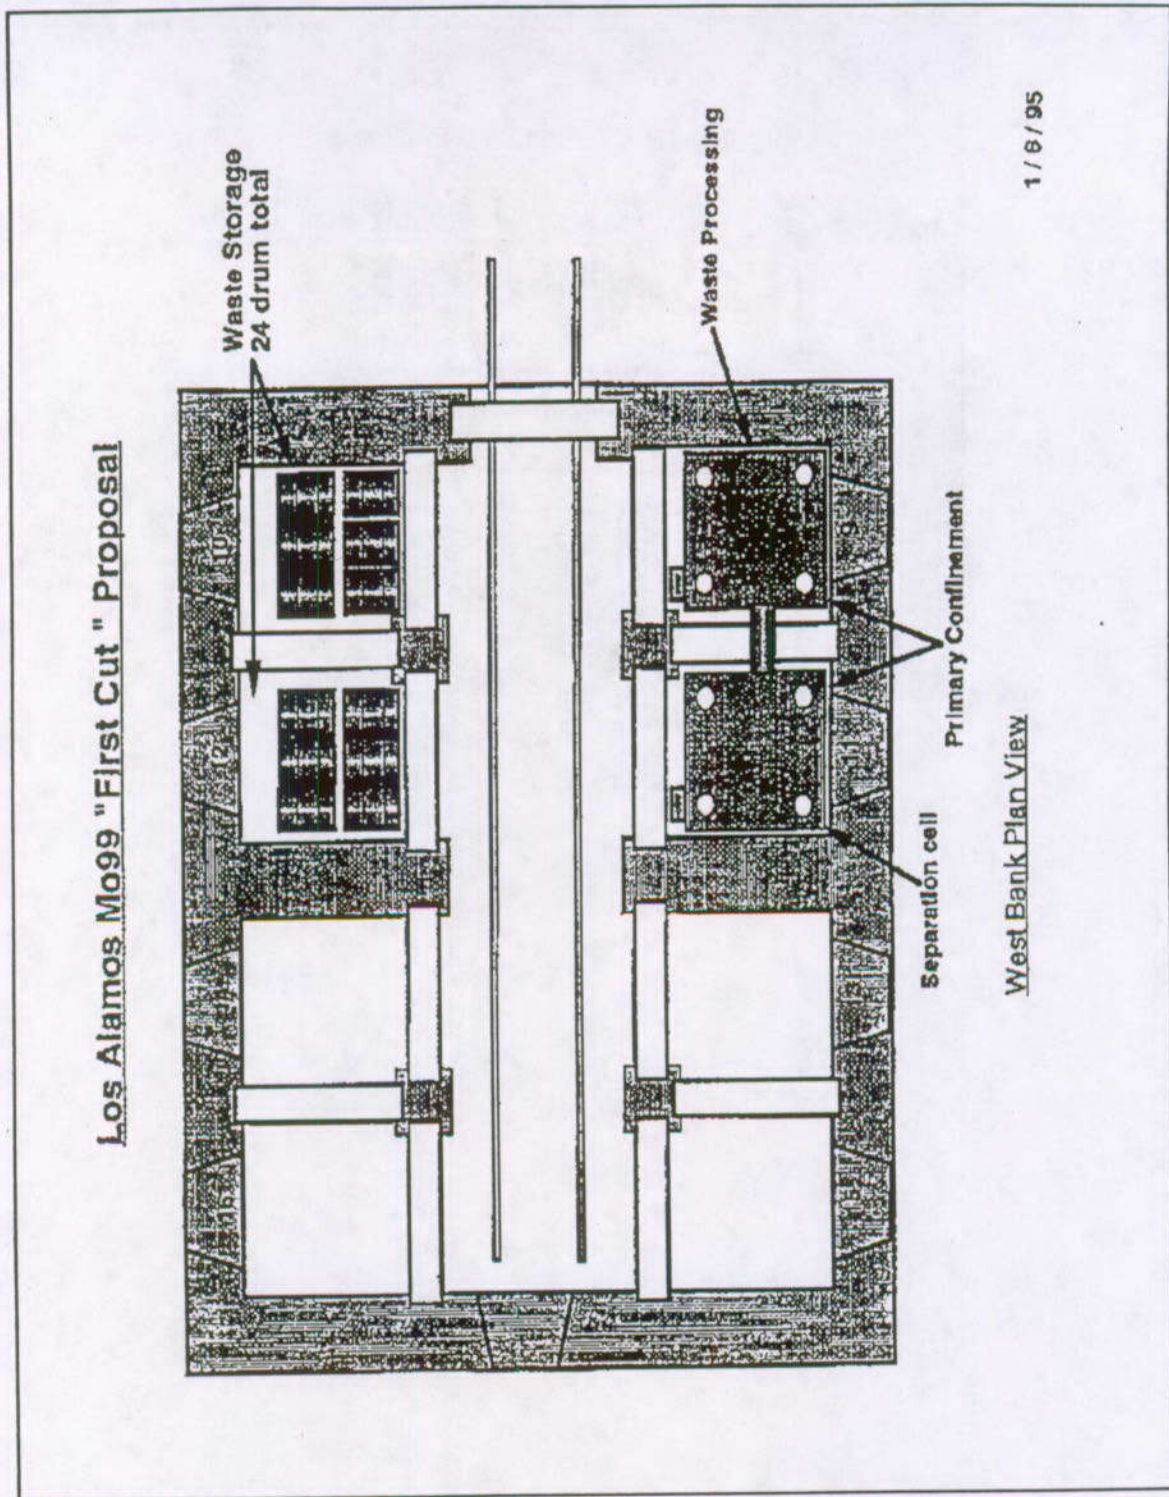 Los Alamos Mo99 "First Cut" Proposal
Waste Storage
24 drum total
Waste Processing
Separation cell
Primary Confinement
West Bank Plan View
1/6/95